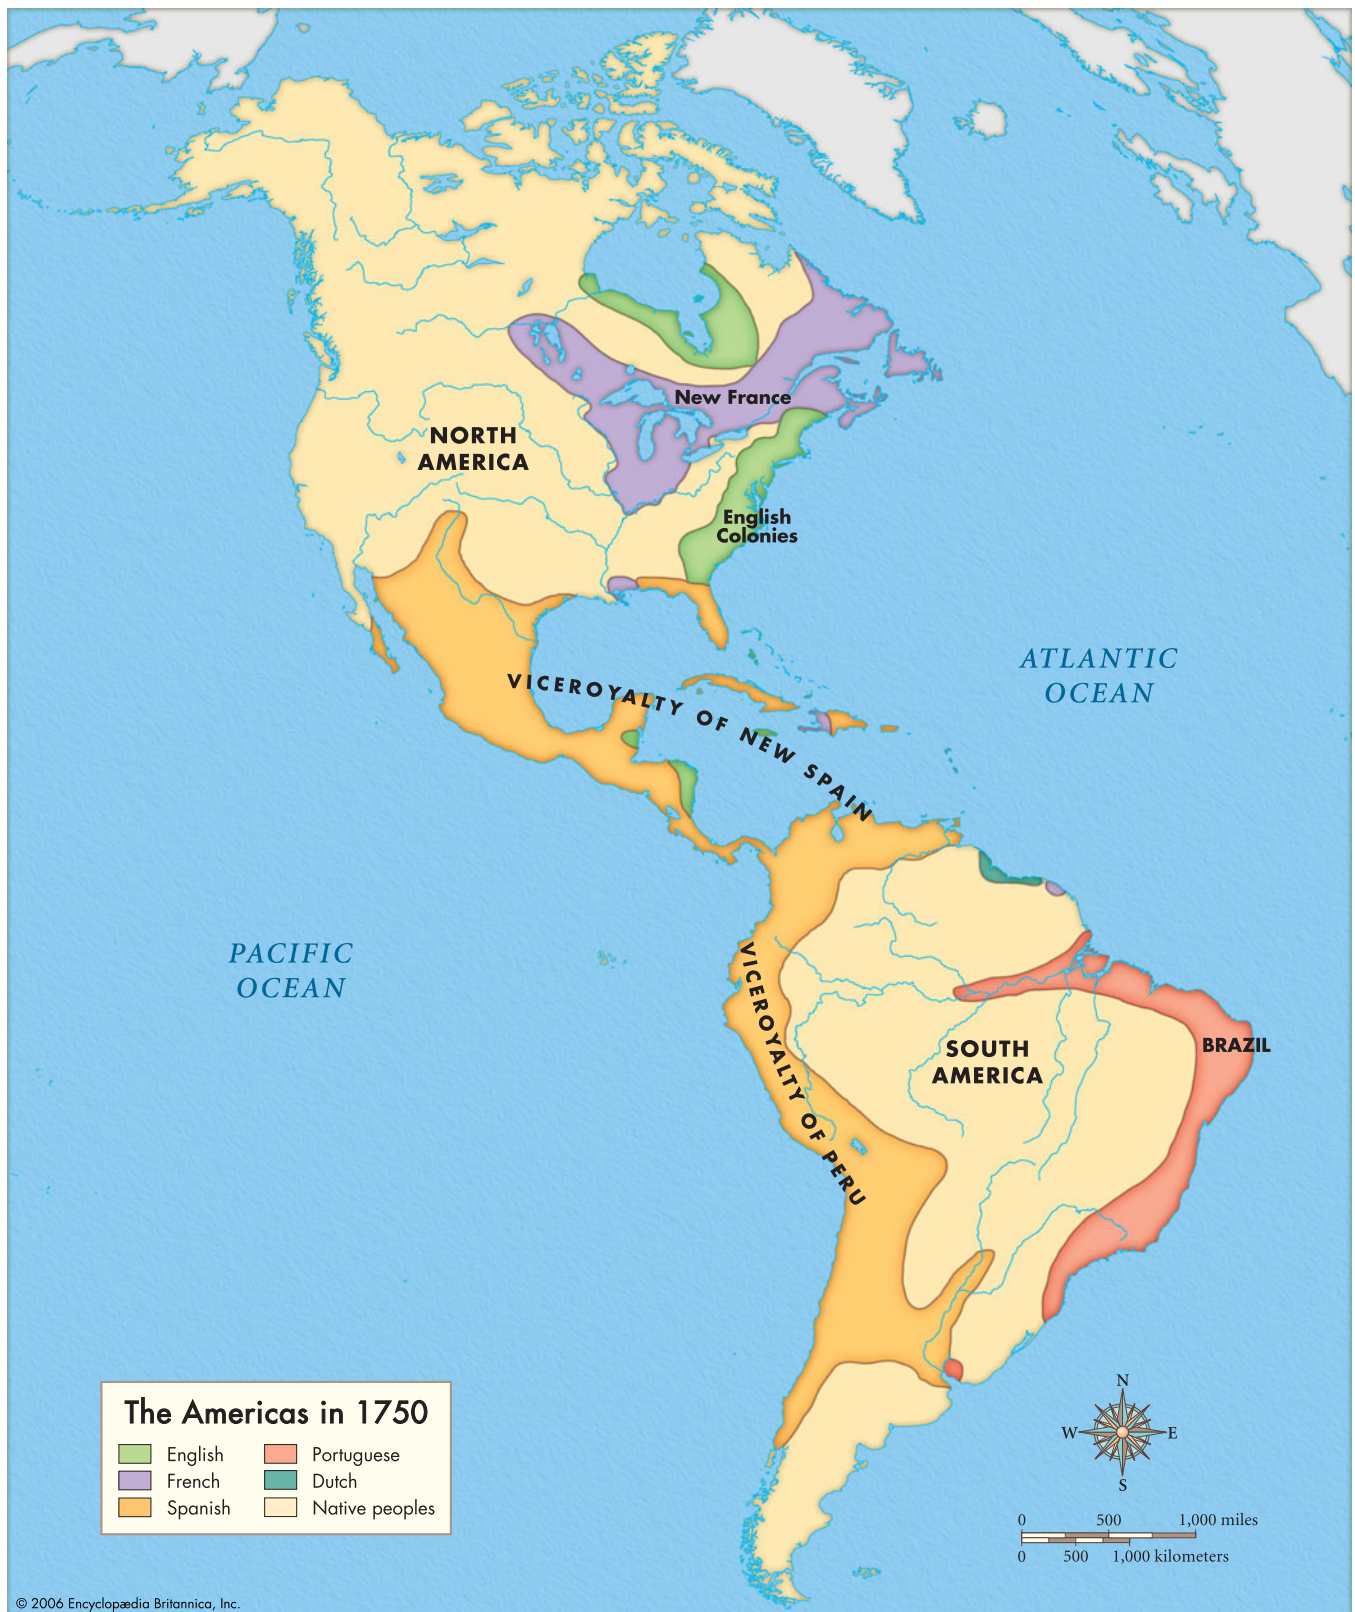 New France
NORTH
AMERICA
English
Colonies
ATLANTIC
OCEAN
VICEROYALTY OF NEW SPAIN
PACIFIC
OCEAN
VICEROYALTY OF PERU
SOUTH
AMERICA
BRAZIL
The Americas in 1750
English
French
Spanish
Portuguese
Dutch
Native peoples
N
W
E
S
0 500 1,000 miles
0 500 1,000 kilometers
© 2006 Encyclopædia Britannica, Inc.